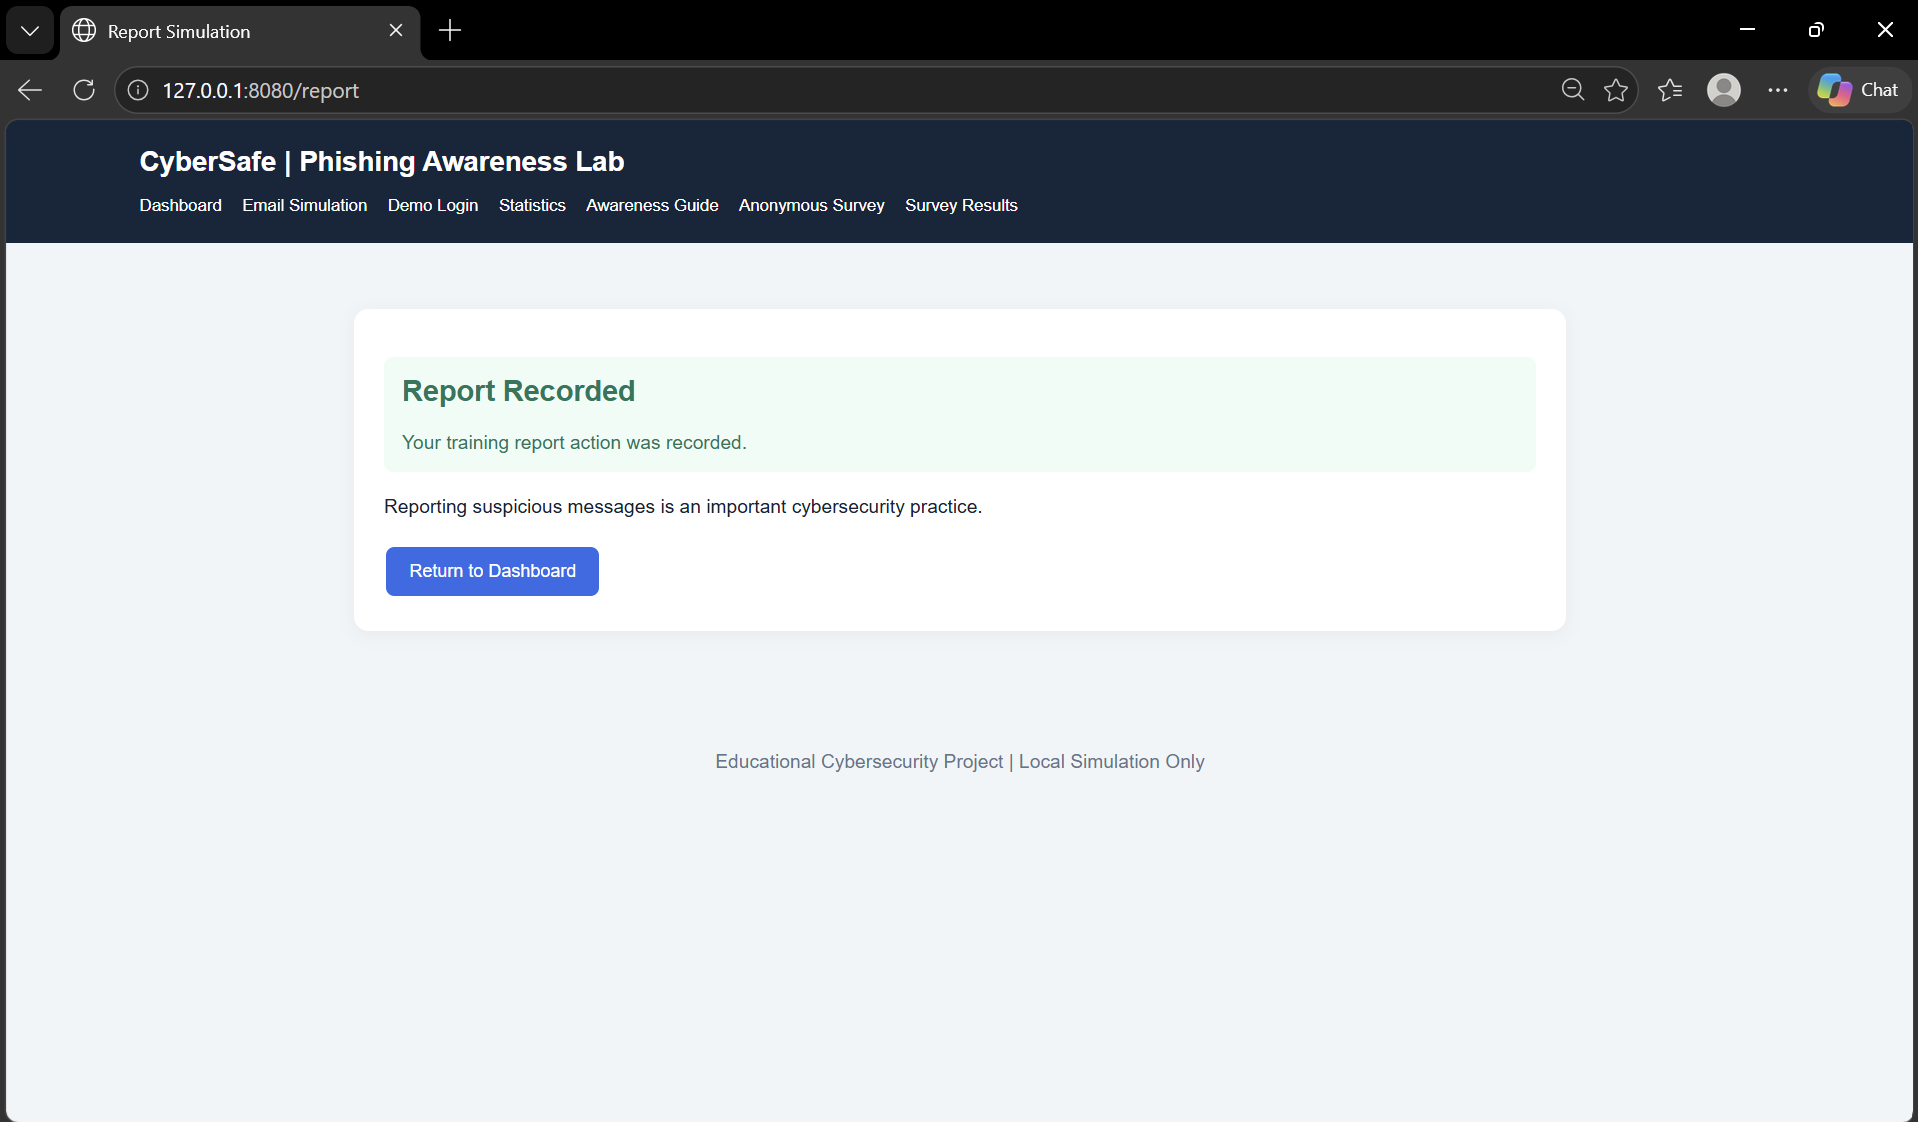 Report Simulation
127.0.0.1:8080/report
Chat
CyberSafe | Phishing Awareness Lab
Dashboard Email Simulation Demo Login Statistics Awareness Guide Anonymous Survey Survey Results
Report Recorded
Your training report action was recorded.
Reporting suspicious messages is an important cybersecurity practice.
Return to Dashboard
Educational Cybersecurity Project | Local Simulation Only